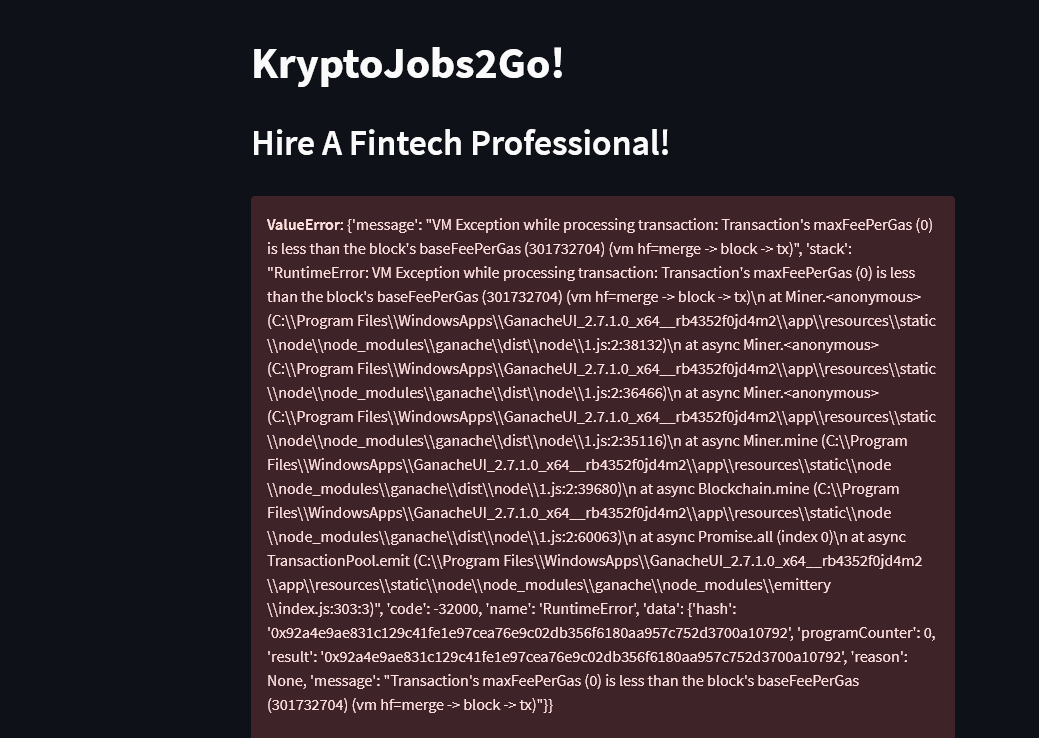 KryptoJobs2Go!
Hire A Fintech Professional!
ValueError: {'message': "VM Exception while processing transaction: Transaction's maxFeePerGas (0)
is less than the block's baseFeePerGas (301732704) (vm hf=merge -> block -> tx)", 'stack':
"RuntimeError: VM Exception while processing transaction: Transaction's maxFeePerGas (0) is less
than the block's baseFeePerGas (301732704) (vm hf=merge -> block -> tx)\n at Miner.<anonymous>
(C:\\Program Files\\WindowsApps\\GanacheUI_2.7.1.0_x64__rb4352f0jd4m2\\app\\resources\\static
\\node\\node_modules\\ganache\\dist\\node\\1.js:2:38132)\n at async Miner.<anonymous>
(C:\\Program Files\\WindowsApps\\GanacheUI_2.7.1.0_x64__rb4352f0jd4m2\\app\\resources\\static
\\node\\node_modules\\ganache\\dist\\node\\1.js:2:36466)\n at async Miner.<anonymous>
(C:\\Program Files\\WindowsApps\\GanacheUI_2.7.1.0_x64__rb4352f0jd4m2\\app\\resources\\static
\\node\\node_modules\\ganache\\dist\\node\\1.js:2:35116)\n at async Miner.mine (C:\\Program
Files\\WindowsApps\\GanacheUI_2.7.1.0_x64__rb4352f0jd4m2\\app\\resources\\static\\node
\\node_modules\\ganache\\dist\\node\\1.js:2:39680)\n at async Blockchain.mine (C:\\Program
Files\\WindowsApps\\GanacheUI_2.7.1.0_x64__rb4352f0jd4m2\\app\\resources\\static\\node
\\node_modules\\ganache\\dist\\node\\1.js:2:60063)\n at async Promise.all (index 0)\n at async
TransactionPool.emit (C:\\Program Files\\WindowsApps\\GanacheUI_2.7.1.0_x64__rb4352f0jd4m2
\\app\\resources\\static\\node\\node_modules\\ganache\\node_modules\\emittery
\\index.js:303:3)", 'code': -32000, 'name': 'RuntimeError', 'data': {'hash':
'0x92a4e9ae831c129c41fe1e97cea76e9c02db356f6180aa957c752d3700a10792', 'programCounter': 0,
'result': '0x92a4e9ae831c129c41fe1e97cea76e9c02db356f6180aa957c752d3700a10792', 'reason':
None, 'message': "Transaction's maxFeePerGas (0) is less than the block's baseFeePerGas
(301732704) (vm hf=merge -> block -> tx)"}}